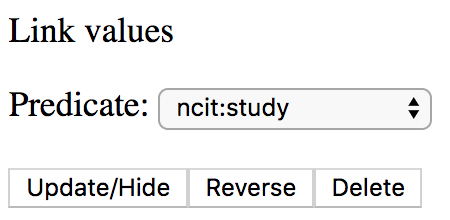 Link values
Predicate: ncit:study
Update/Hide Reverse Delete